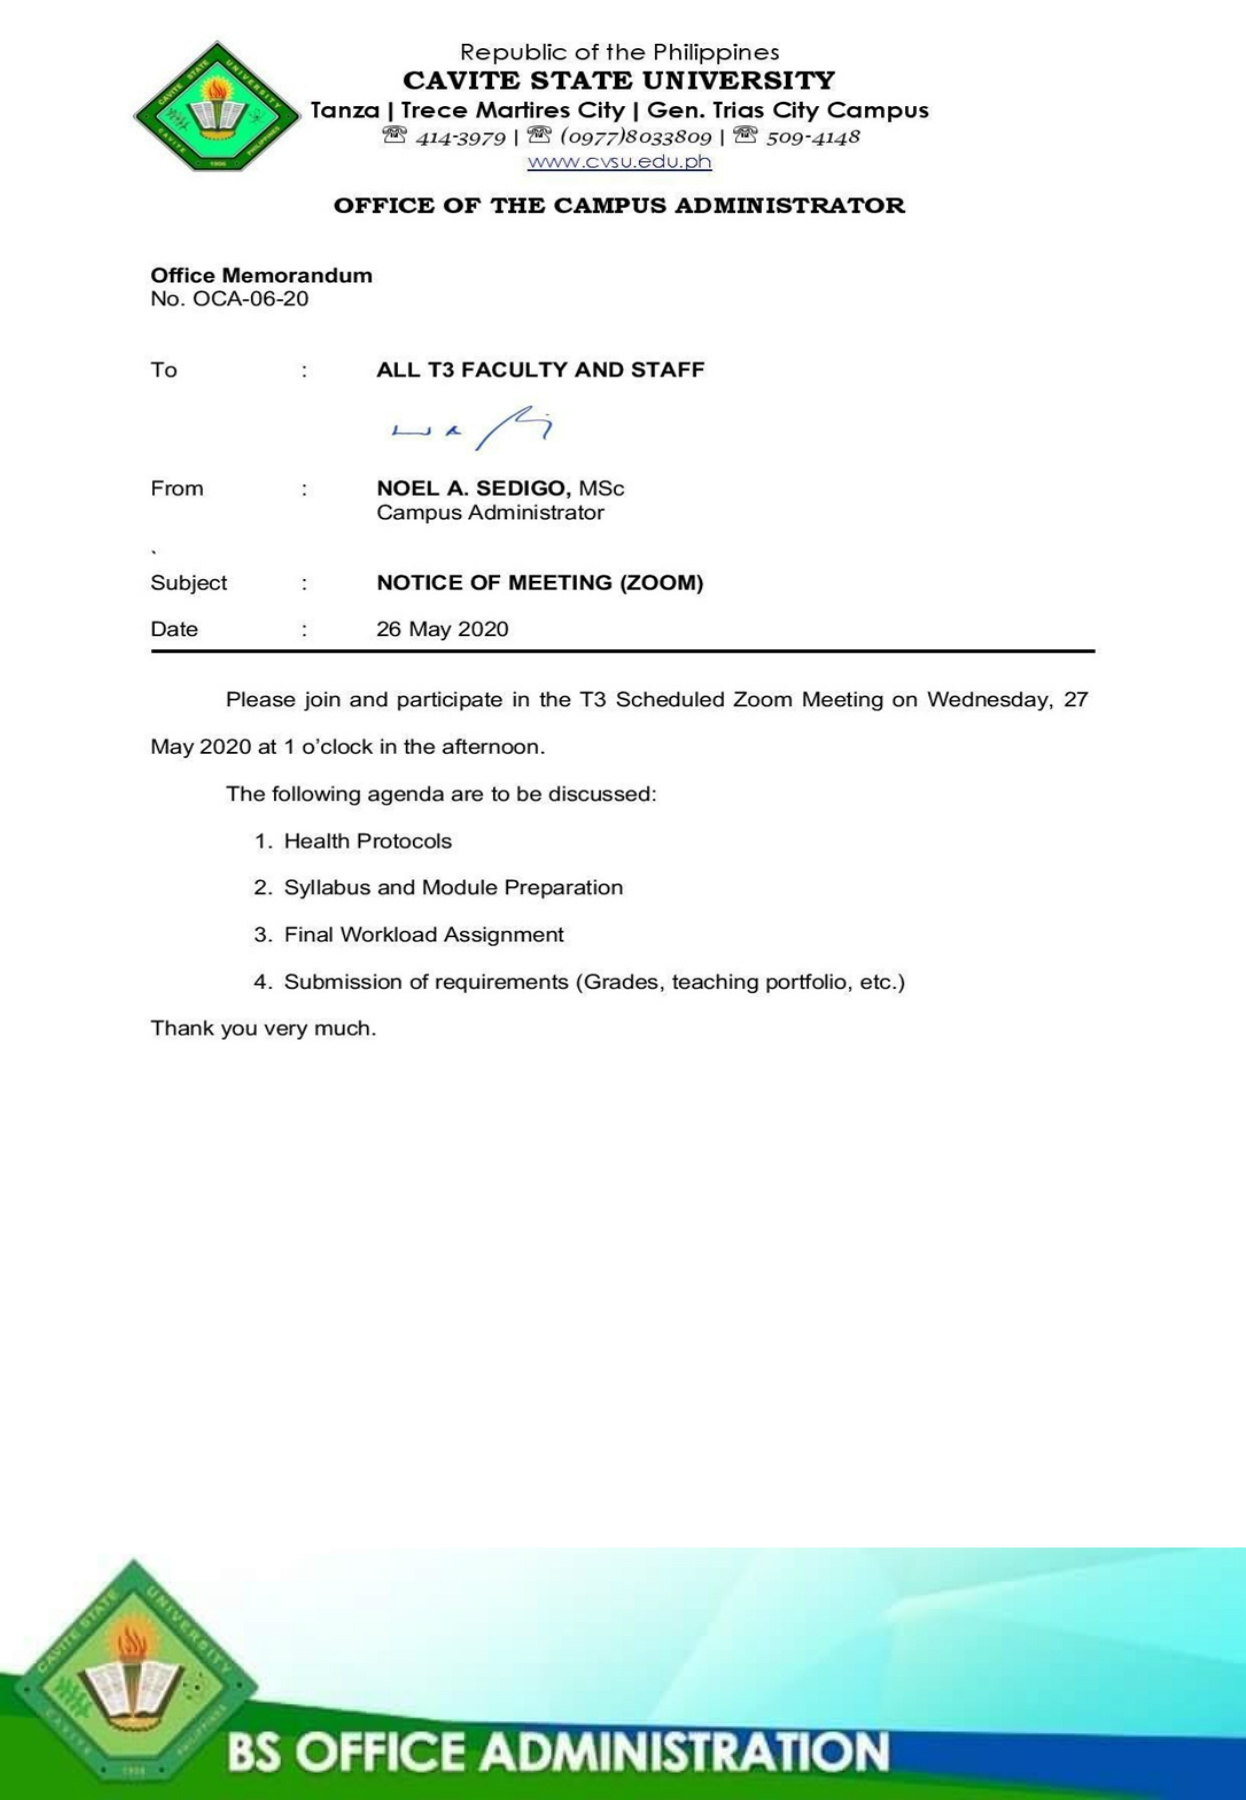 Republic of the Philippines
CAVITE STATE UNIVERSITY
Tanza | Trece Martires City | Gen. Trias City Campus
☏ 414-3979 | ☏ (0977)8033809 | ☏ 509-4148
www.cvsu.edu.ph
CAVITE STATE UNIVERSITY
CAVITE PHILIPPINES
1906
OFFICE OF THE CAMPUS ADMINISTRATOR
Office Memorandum
No. OCA-06-20
To : ALL T3 FACULTY AND STAFF
From : NOEL A. SEDIGO, MSc
Campus Administrator
Subject : NOTICE OF MEETING (ZOOM)
Date : 26 May 2020
Please join and participate in the T3 Scheduled Zoom Meeting on Wednesday, 27
May 2020 at 1 o’clock in the afternoon.
The following agenda are to be discussed:
1. Health Protocols
2. Syllabus and Module Preparation
3. Final Workload Assignment
4. Submission of requirements (Grades, teaching portfolio, etc.)
Thank you very much.
CAVITE STATE UNIVERSITY
CAVITE PHILIPPINES
1906
BS OFFICE ADMINISTRATION